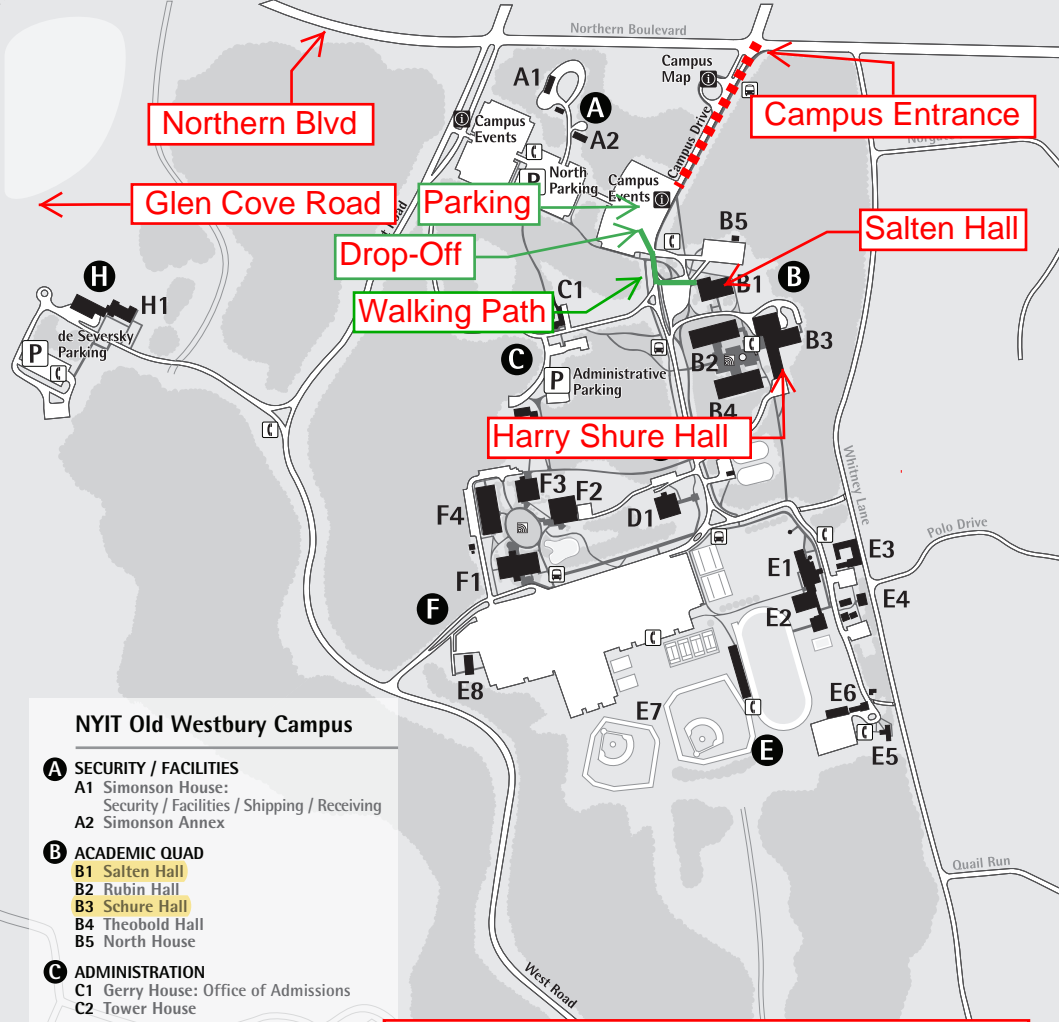 Northern Boulevard
Campus
Map
A1
A
Campus Entrance
Northern Blvd
Campus
Events
A2
Campus Drive
P
North
Parking
Campus
Events
Glen Cove Road
Parking
Road
B5
Salten Hall
Drop-Off
H
H1
B
B1
C1
Walking Path
de Seversky
Parking
P
B3
B2
C
P
Administrative
Parking
B4
Harry Shure Hall
Whitney Lane
F3
F2
F4
D1
Polo Drive
E3
E1
F1
E4
F
E2
E8
E6
E7
E
E5
NYIT Old Westbury Campus
A SECURITY / FACILITIES
A1 Simonson House:
Security / Facilities / Shipping / Receiving
A2 Simonson Annex
B ACADEMIC QUAD
B1 Salten Hall
B2 Rubin Hall
B3 Schure Hall
B4 Theobold Hall
B5 North House
C ADMINISTRATION
C1 Gerry House: Office of Admissions
C2 Tower House
Quail Run
West Road